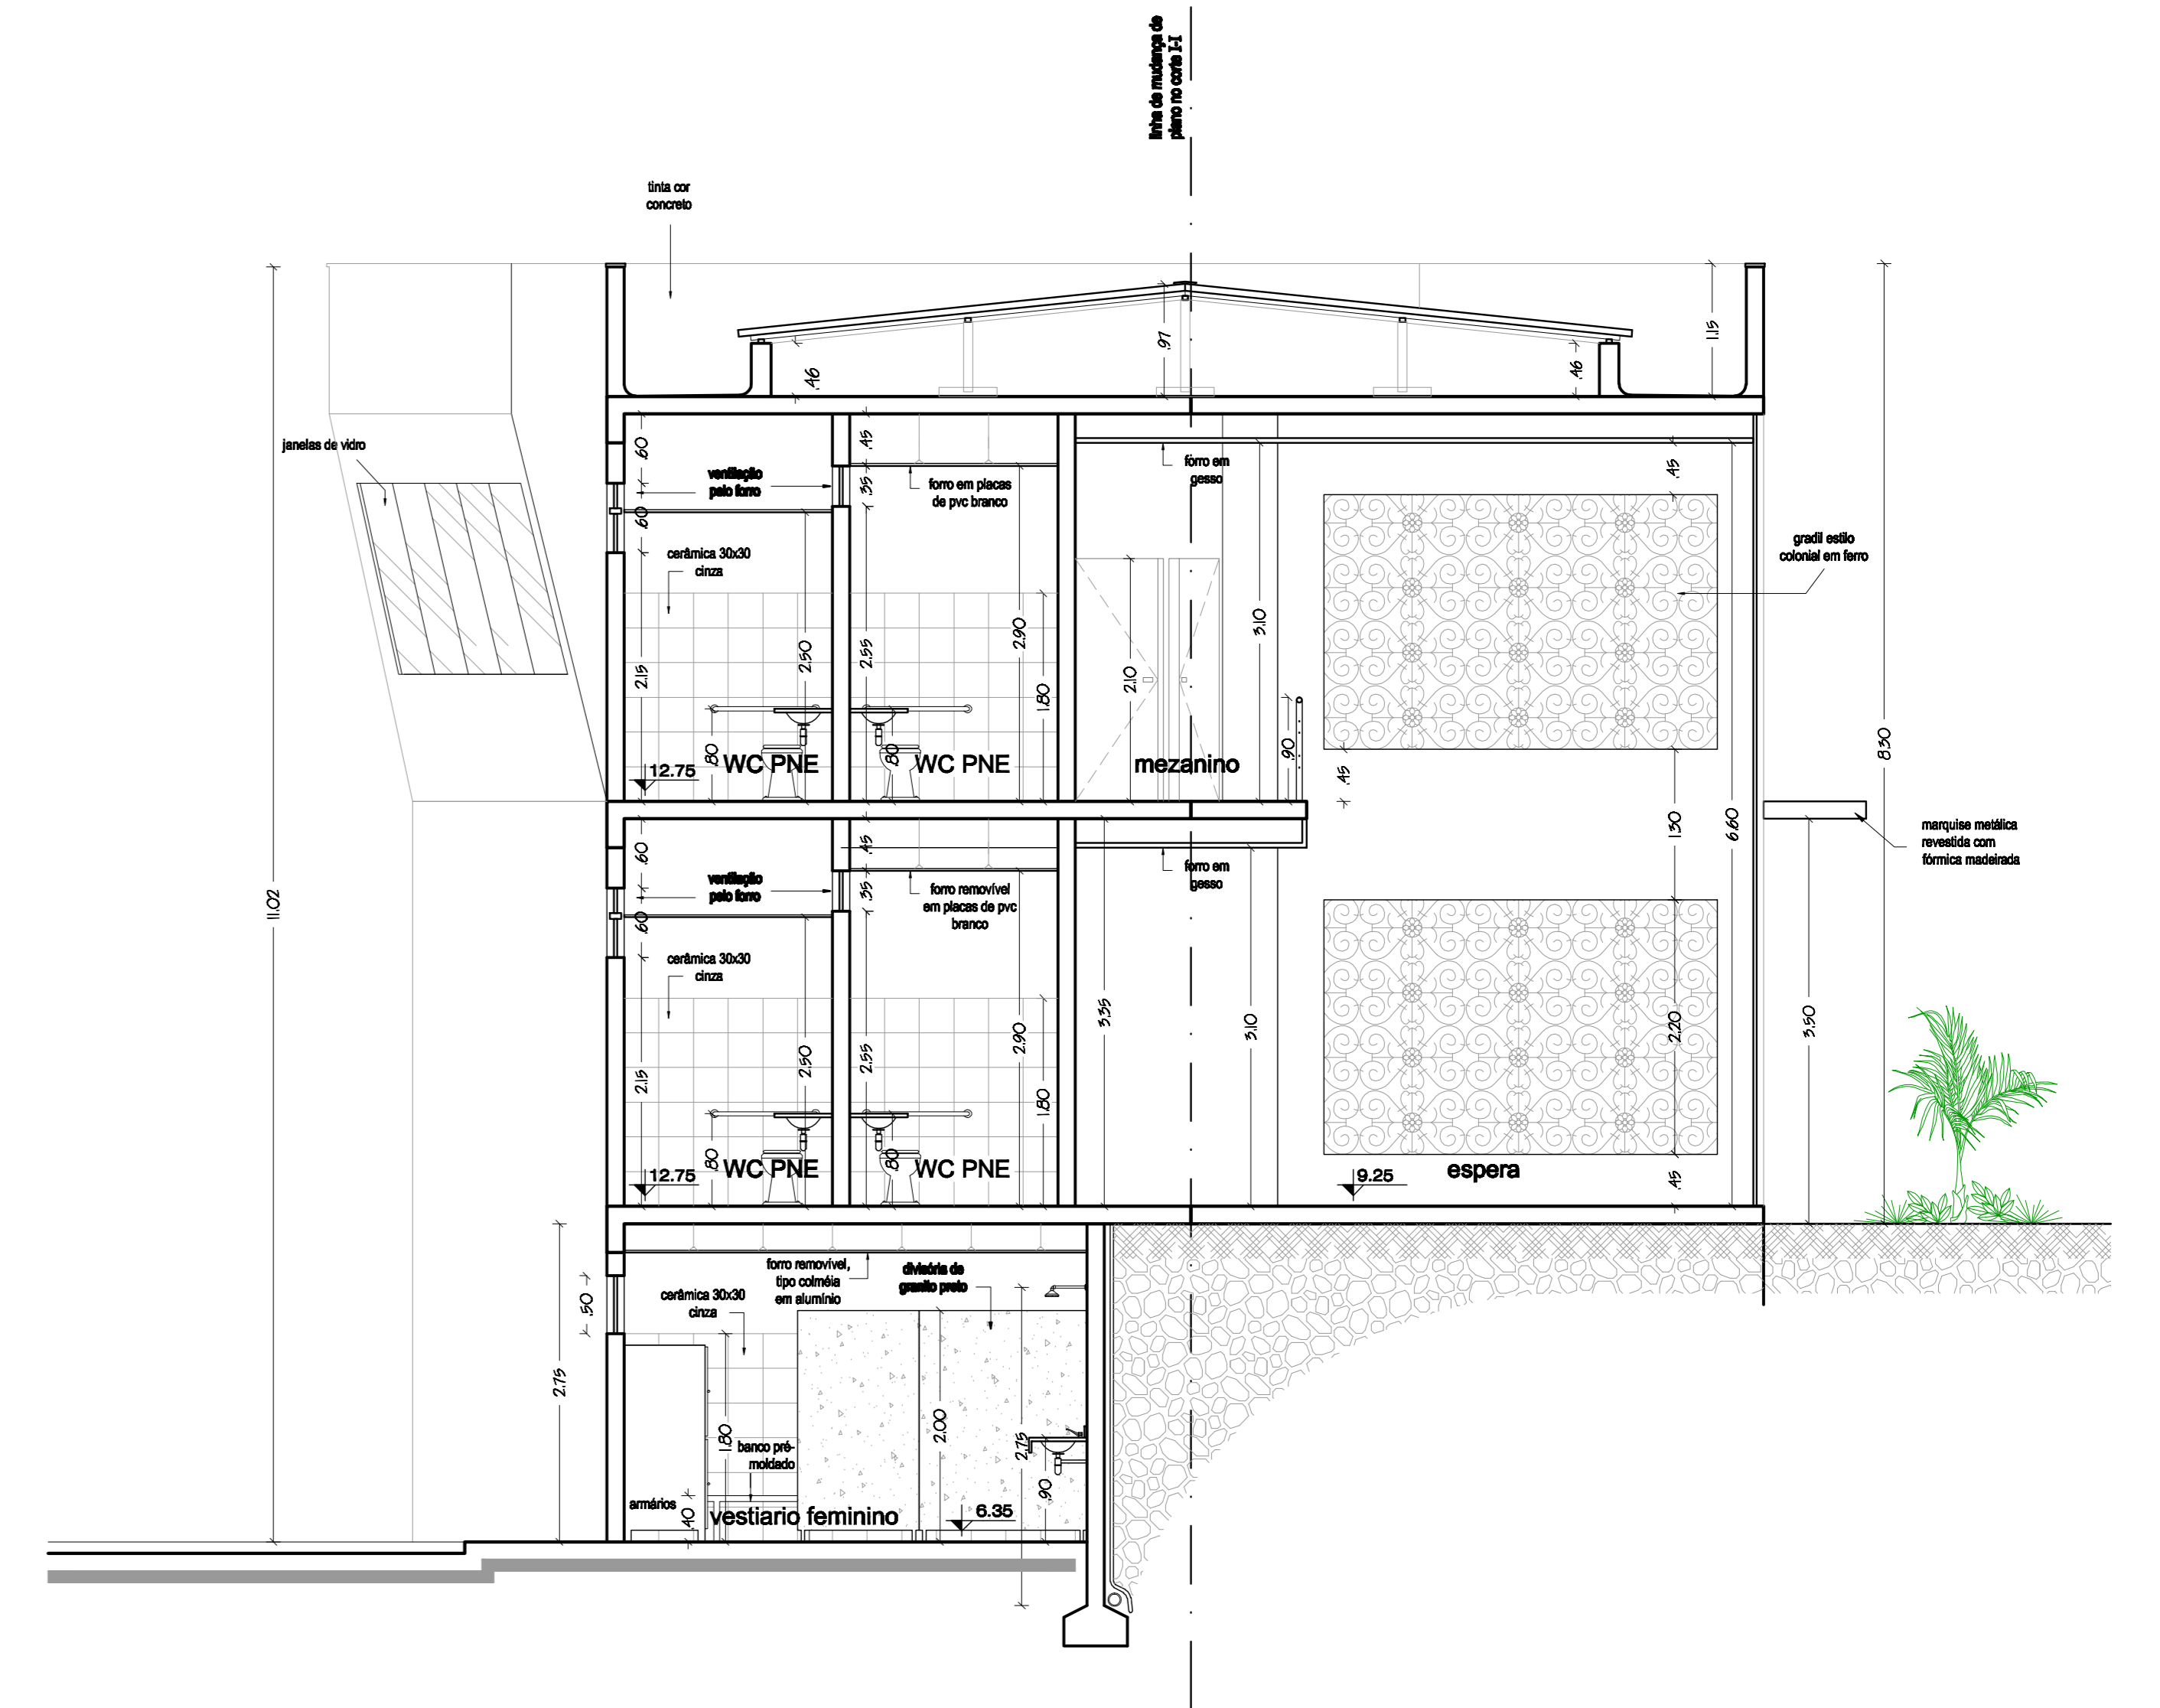 linha de mudança de
plano no corte I-I
tinta cor
concreto
janelas de vidro
11.02
.46
.97
.46
1.15
.60
.60
2.15
ventilação
pelo forro
cerâmica 30x30
cinza
2.50
.80
WC PNE
12.75
.45
.35
2.55
forro em placas
de pvc branco
2.90
1.80
.80
WC PNE
forro em
gesso
2.10
3.10
.90
mezanino
.45
.45
1.30
6.60
gradil estilo
colonial em ferro
8.30
marquise metálica
revestida com
fórmica madeirada
3.50
.60
.60
2.15
ventilação
pelo forro
cerâmica 30x30
cinza
2.50
.80
WC PNE
12.75
.45
.35
2.55
forro removível
em placas de pvc
branco
2.90
1.80
.80
WC PNE
3.35
forro em
gesso
3.10
2.20
.45
9.25
espera
2.75
.50
forro removível,
tipo colméia
em alumínio
divisória de
granito preto
cerâmica 30x30
cinza
1.80
2.00
2.75
.90
banco pré-
moldado
armários
.40
vestiario feminino
6.35